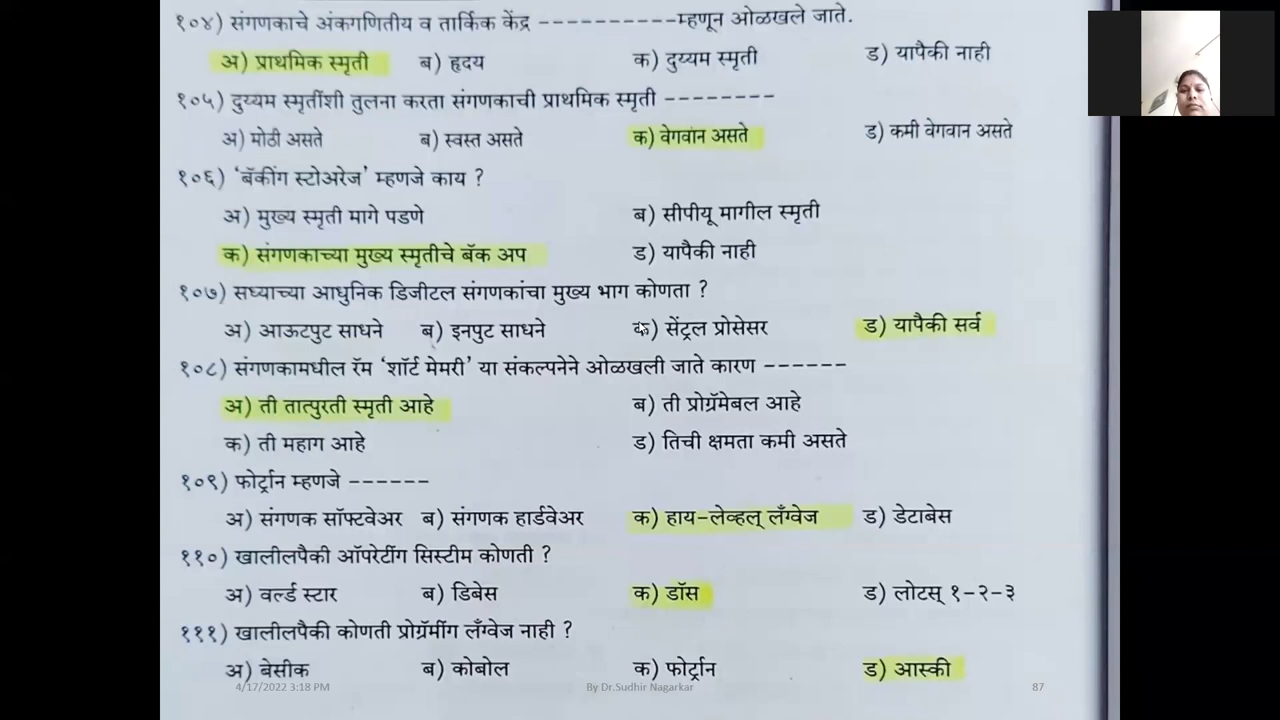 १०४) संगणकाचे अंकगणितीय व तार्किक केंद्र ----------म्हणून ओळखले जाते.
अ) प्राथमिक स्मृती ब) हृदय क) दुय्यम स्मृती ड) यापैकी नाही
१०५) दुय्यम स्मृतींशी तुलना करता संगणकाची प्राथमिक स्मृती --------
अ) मोठी असते ब) स्वस्त असते क) वेगवान असते ड) कमी वेगवान असते
१०६) 'बॅकींग स्टोअरेज' म्हणजे काय ?
अ) मुख्य स्मृती मागे पडणे ब) सीपीयू मागील स्मृती
क) संगणकाच्या मुख्य स्मृतीचे बॅक अप ड) यापैकी नाही
१०७) सध्याच्या आधुनिक डिजीटल संगणकांचा मुख्य भाग कोणता ?
अ) आऊटपुट साधने ब) इनपुट साधने क) सेंट्रल प्रोसेसर ड) यापैकी सर्व
१०८) संगणकामधील रॅम 'शॉर्ट मेमरी' या संकल्पनेने ओळखली जाते कारण ------
अ) ती तात्पुरती स्मृती आहे ब) ती प्रोग्रॅमेबल आहे
क) ती महाग आहे ड) तिची क्षमता कमी असते
१०९) फोर्ट्रान म्हणजे ------
अ) संगणक सॉफ्टवेअर ब) संगणक हार्डवेअर क) हाय-लेव्हल् लँग्वेज ड) डेटाबेस
११०) खालीलपैकी ऑपरेटींग सिस्टीम कोणती ?
अ) वर्ल्ड स्टार ब) डिबेस क) डॉस ड) लोटस् १-२-३
१११) खालीलपैकी कोणती प्रोग्रॅमींग लँग्वेज नाही ?
अ) बेसीक ब) कोबोल क) फोर्ट्रान ड) आस्की
4/17/2022 3:18 PM By Dr.Sudhir Nagarkar 87